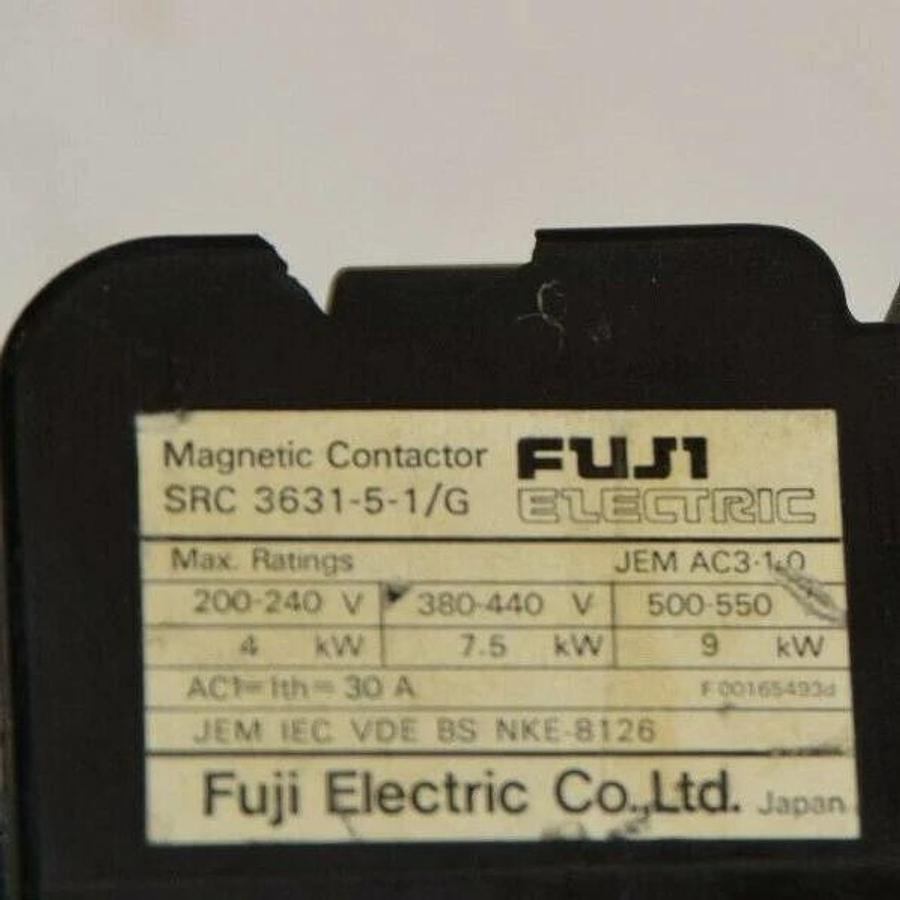 Magnetic Contactor FUJI
SRC 3631-5-1/G ELECTRIC
Max. Ratings JEM AC3-1-0
200-240 V 380-440 V 500-550
4 kW 7.5 kW 9 kW
AC1=Ith= 30 A F 00165493d
JEM IEC VDE BS NKE-8126
Fuji Electric Co.,Ltd. Japan